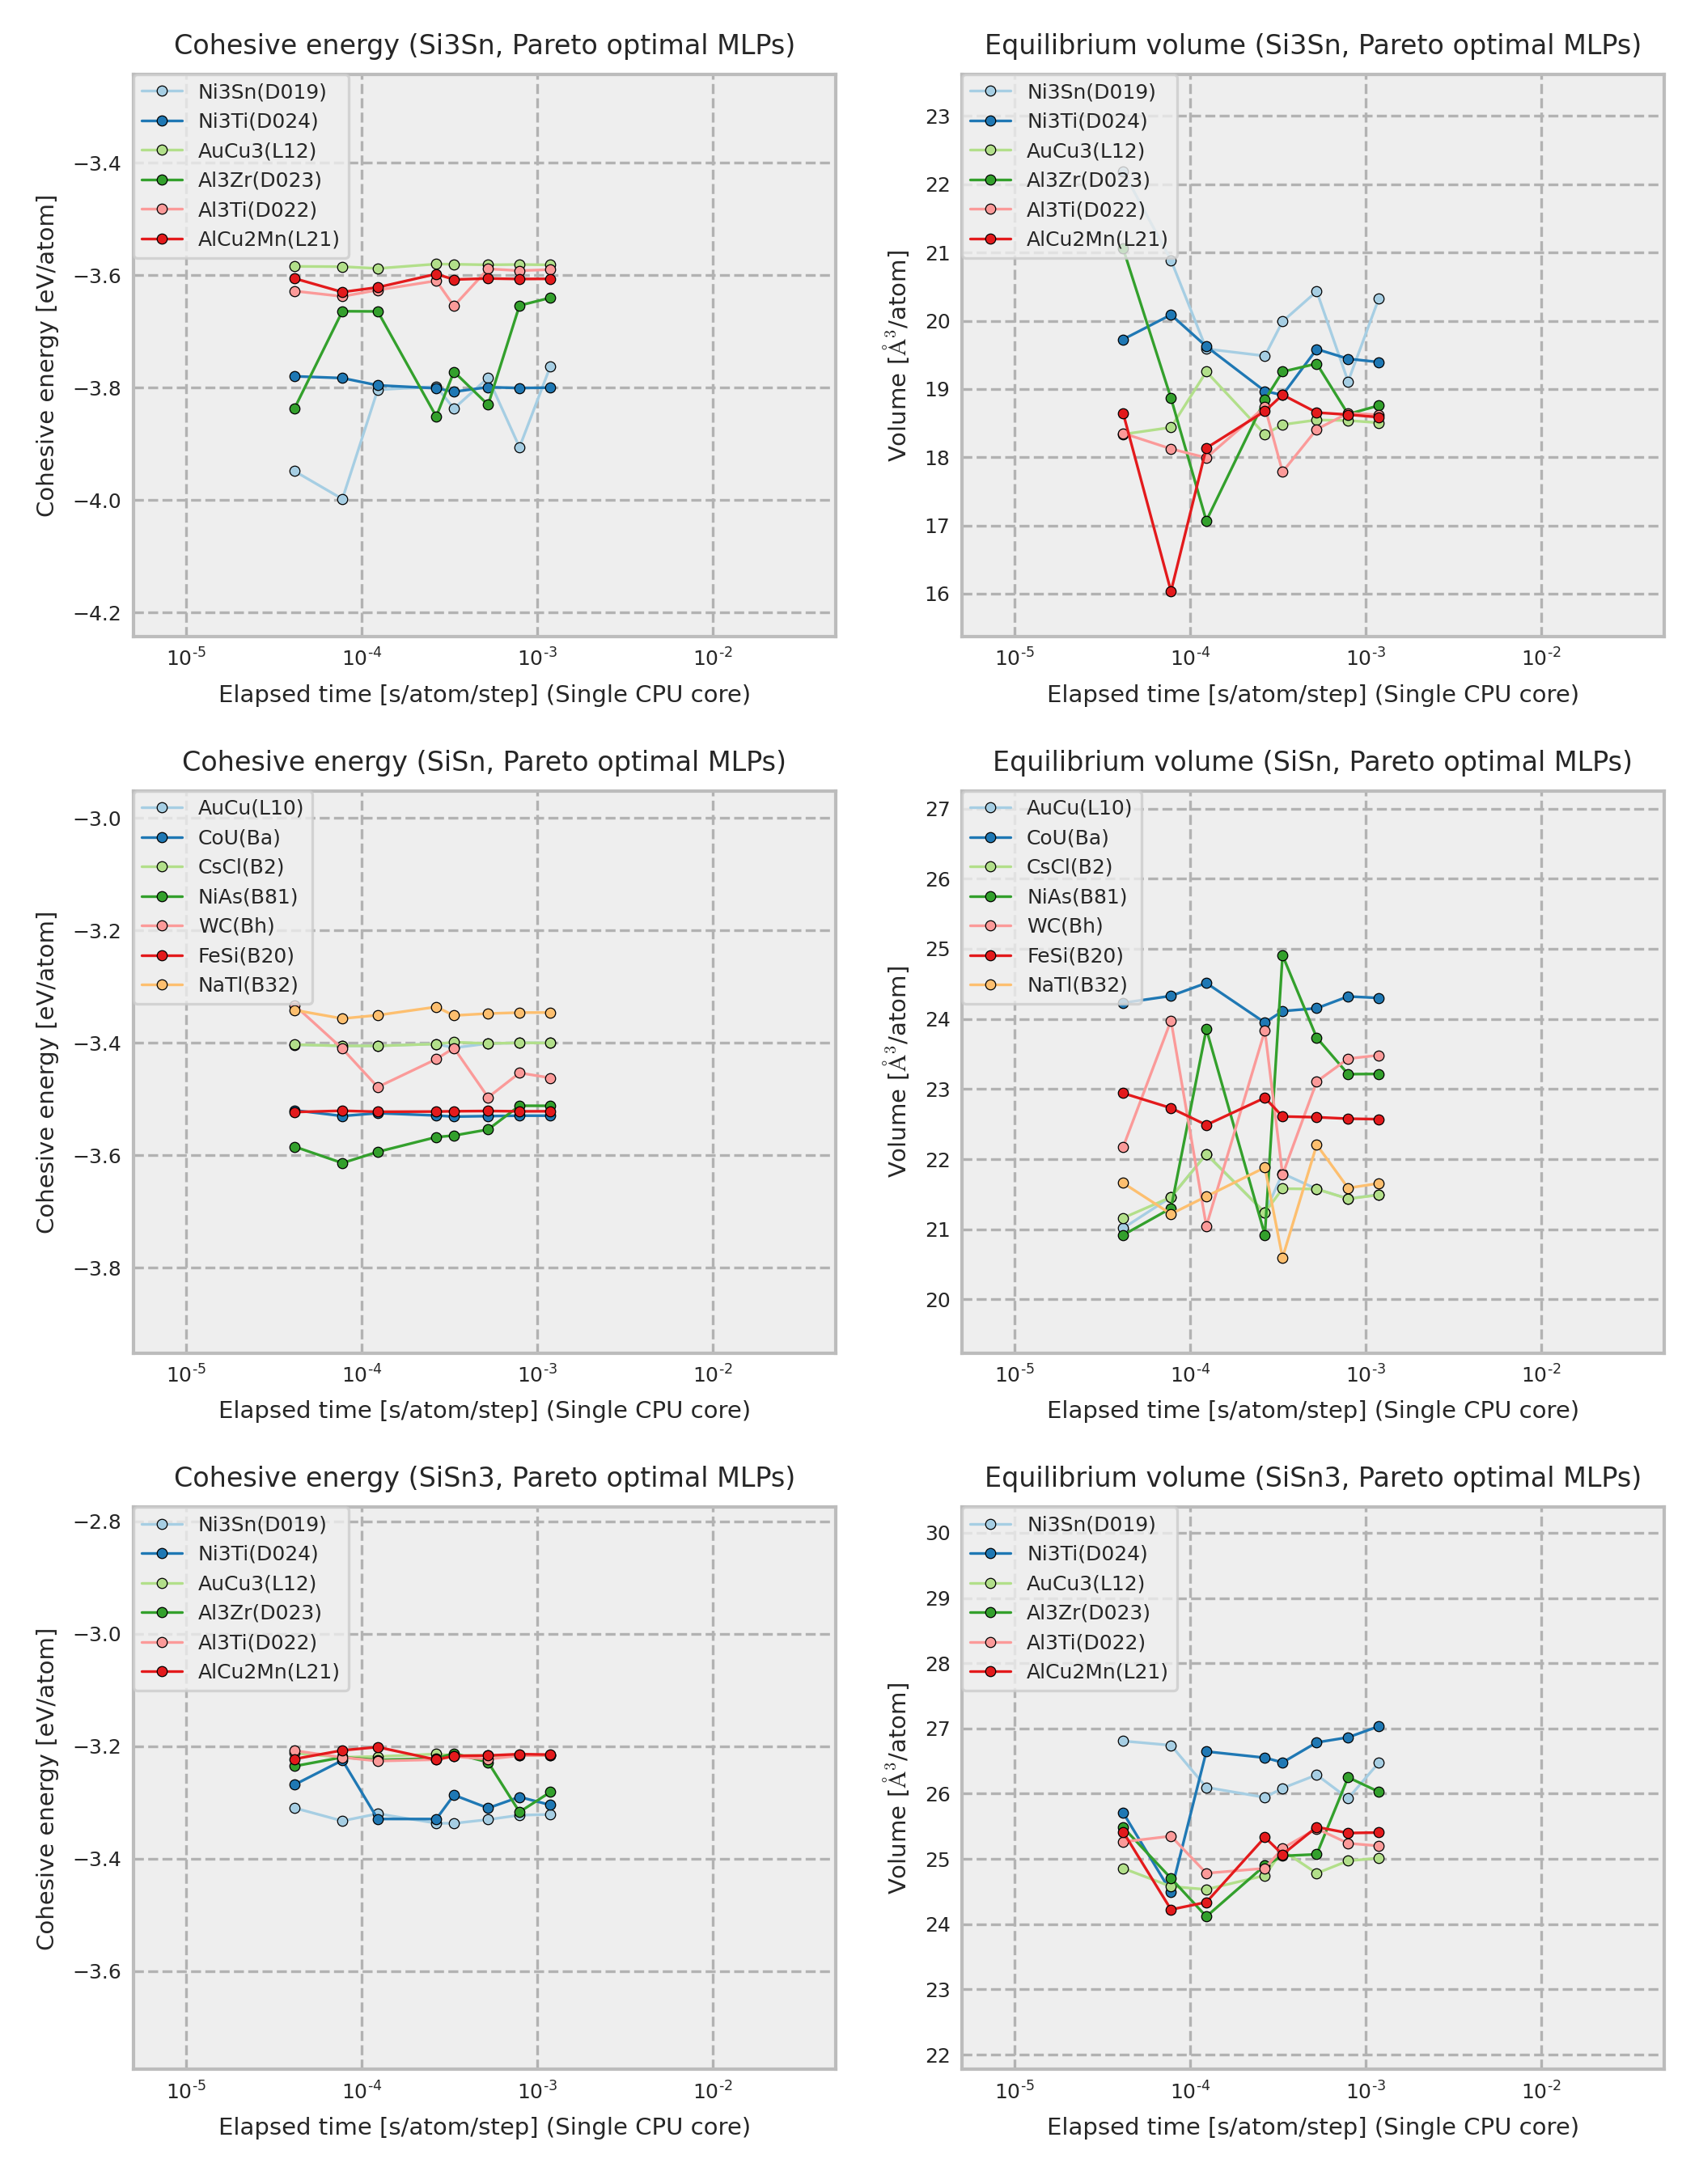 Cohesive energy (Si3Sn, Pareto optimal MLPs)
Ni3Sn(D019)
Ni3Ti(D024)
AuCu3(L12)
Al3Zr(D023)
Al3Ti(D022)
AlCu2Mn(L21)
−3.4
−3.6
−3.8
−4.0
−4.2
Cohesive energy [eV/atom]
10⁻⁵ 10⁻⁴ 10⁻³ 10⁻²
Elapsed time [s/atom/step] (Single CPU core)
Equilibrium volume (Si3Sn, Pareto optimal MLPs)
Ni3Sn(D019)
Ni3Ti(D024)
AuCu3(L12)
Al3Zr(D023)
Al3Ti(D022)
AlCu2Mn(L21)
23
22
21
20
19
18
17
16
Volume [Å³/atom]
10⁻⁵ 10⁻⁴ 10⁻³ 10⁻²
Elapsed time [s/atom/step] (Single CPU core)
Cohesive energy (SiSn, Pareto optimal MLPs)
AuCu(L10)
CoU(Ba)
CsCl(B2)
NiAs(B81)
WC(Bh)
FeSi(B20)
NaTl(B32)
−3.0
−3.2
−3.4
−3.6
−3.8
Cohesive energy [eV/atom]
10⁻⁵ 10⁻⁴ 10⁻³ 10⁻²
Elapsed time [s/atom/step] (Single CPU core)
Equilibrium volume (SiSn, Pareto optimal MLPs)
AuCu(L10)
CoU(Ba)
CsCl(B2)
NiAs(B81)
WC(Bh)
FeSi(B20)
NaTl(B32)
27
26
25
24
23
22
21
20
Volume [Å³/atom]
10⁻⁵ 10⁻⁴ 10⁻³ 10⁻²
Elapsed time [s/atom/step] (Single CPU core)
Cohesive energy (SiSn3, Pareto optimal MLPs)
Ni3Sn(D019)
Ni3Ti(D024)
AuCu3(L12)
Al3Zr(D023)
Al3Ti(D022)
AlCu2Mn(L21)
−2.8
−3.0
−3.2
−3.4
−3.6
Cohesive energy [eV/atom]
10⁻⁵ 10⁻⁴ 10⁻³ 10⁻²
Elapsed time [s/atom/step] (Single CPU core)
Equilibrium volume (SiSn3, Pareto optimal MLPs)
Ni3Sn(D019)
Ni3Ti(D024)
AuCu3(L12)
Al3Zr(D023)
Al3Ti(D022)
AlCu2Mn(L21)
30
29
28
27
26
25
24
23
22
Volume [Å³/atom]
10⁻⁵ 10⁻⁴ 10⁻³ 10⁻²
Elapsed time [s/atom/step] (Single CPU core)